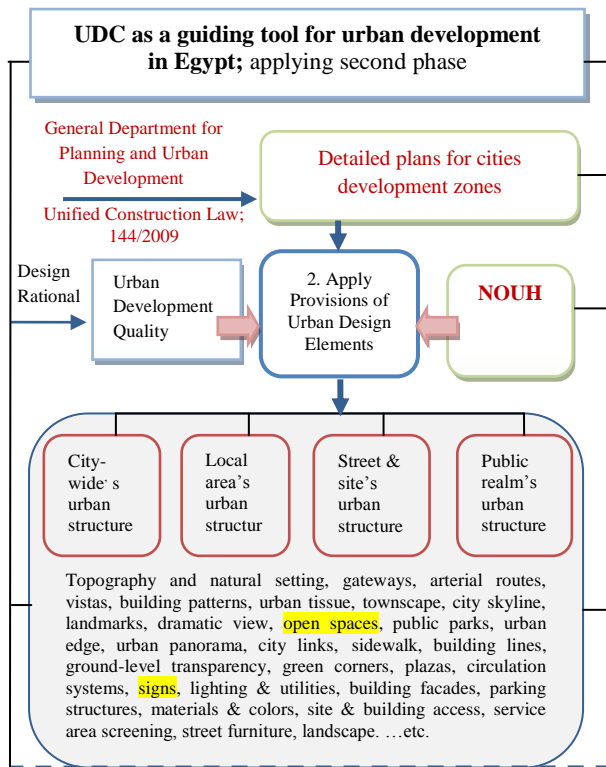 UDC as a guiding tool for urban development
in Egypt; applying second phase
General Department for
Planning and Urban
Development
Unified Construction Law;
144/2009
Detailed plans for cities
development zones
Design
Rational
Urban
Development
Quality
2. Apply
Provisions of
Urban Design
Elements
NOUH
City-
wide's
urban
structure
Local
area's
urban
structur
Street &
site's
urban
structure
Public
realm's
urban
structure
Topography and natural setting, gateways, arterial routes,
vistas, building patterns, urban tissue, townscape, city skyline,
landmarks, dramatic view, open spaces, public parks, urban
edge, urban panorama, city links, sidewalk, building lines,
ground-level transparency, green corners, plazas, circulation
systems, signs, lighting & utilities, building facades, parking
structures, materials & colors, site & building access, service
area screening, street furniture, landscape. …etc.